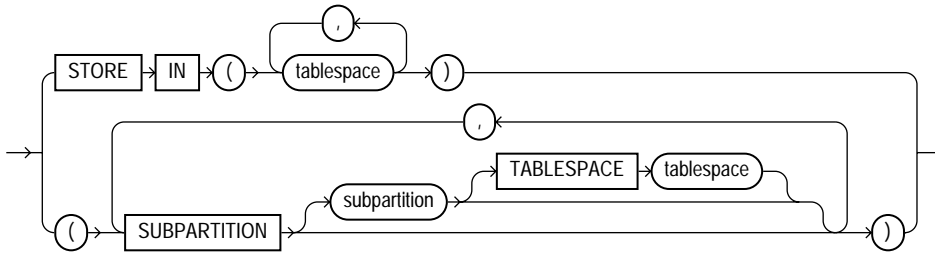 ,
STORE IN ( tablespace )
,
TABLESPACE tablespace
subpartition
( SUBPARTITION )